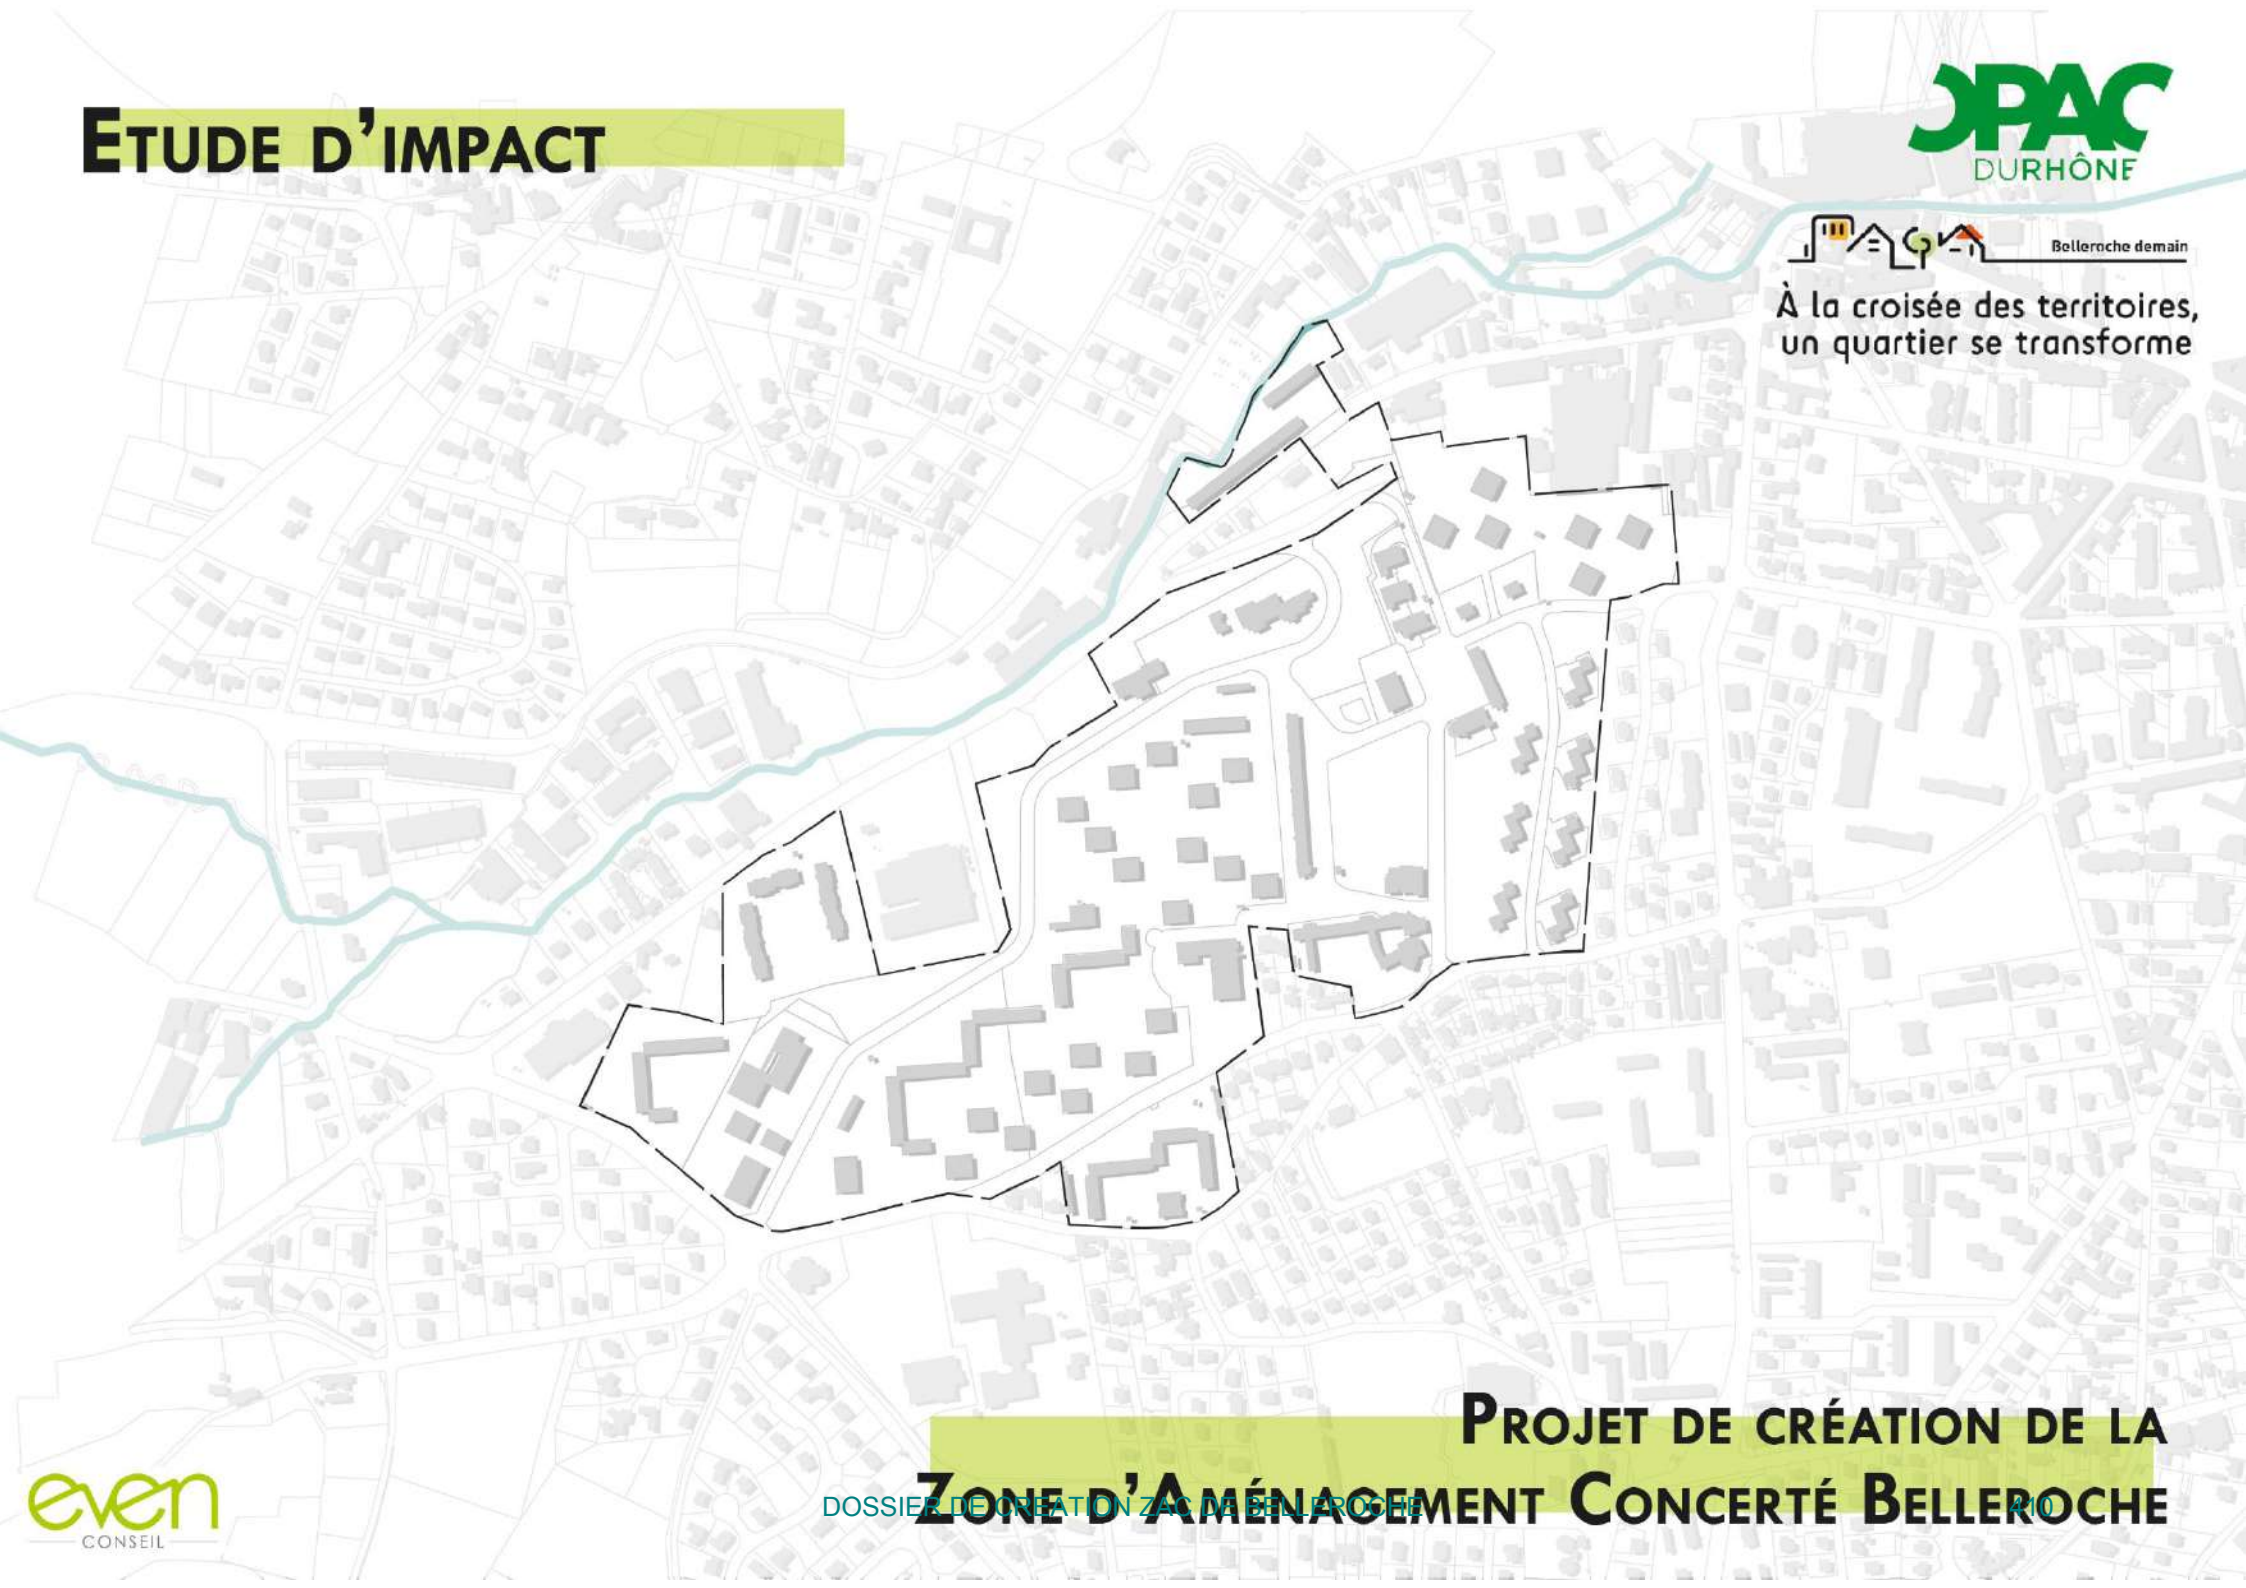 ETUDE D'IMPACT
OPAC
DURHÔNE
Belleroche demain
À la croisée des territoires,
un quartier se transforme
PROJET DE CRÉATION DE LA
ZONE D'AMÉNAGEMENT CONCERTÉ BELLEROCHE
DOSSIER DE CREATION ZAC DE BELLEROCHE
410
even
CONSEIL